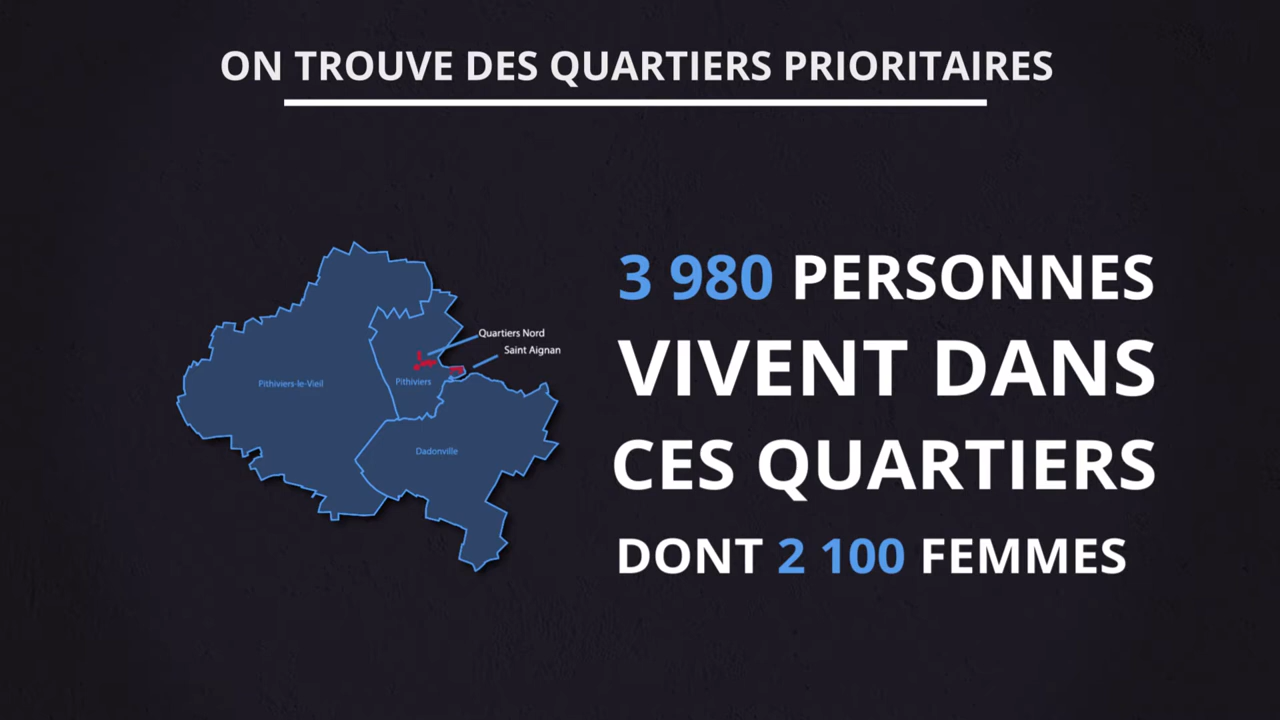 ON TROUVE DES QUARTIERS PRIORITAIRES
3 980 PERSONNES
VIVENT DANS
CES QUARTIERS
DONT 2 100 FEMMES
Quartiers Nord
Saint Aignan
Pithiviers-le-Vieil
Pithiviers
Dadonville